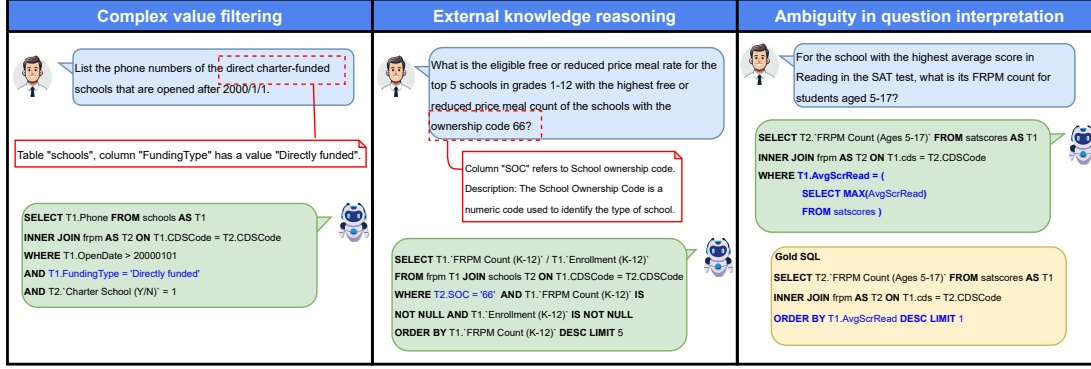 Complex value filtering
List the phone numbers of the direct charter-funded
schools that are opened after 2000/1/1.
Table "schools", column "FundingType" has a value "Directly funded".
SELECT T1.Phone FROM schools AS T1
INNER JOIN frpm AS T2 ON T1.CDSCode = T2.CDSCode
WHERE T1.OpenDate > 20000101
AND T1.FundingType = 'Directly funded'
AND T2.`Charter School (Y/N)` = 1
External knowledge reasoning
What is the eligible free or reduced price meal rate for the
top 5 schools in grades 1-12 with the highest free or
reduced price meal count of the schools with the
ownership code 66?
Column "SOC" refers to School ownership code.
Description: The School Ownership Code is a
numeric code used to identify the type of school.
SELECT T1.`FRPM Count (K-12)` / T1.`Enrollment (K-12)`
FROM frpm T1 JOIN schools T2 ON T1.CDSCode = T2.CDSCode
WHERE T2.SOC = '66' AND T1.`FRPM Count (K-12)` IS
NOT NULL AND T1.`Enrollment (K-12)` IS NOT NULL
ORDER BY T1.`FRPM Count (K-12)` DESC LIMIT 5
Ambiguity in question interpretation
For the school with the highest average score in
Reading in the SAT test, what is its FRPM count for
students aged 5-17?
SELECT T2.`FRPM Count (Ages 5-17)` FROM satscores AS T1
INNER JOIN frpm AS T2 ON T1.cds = T2.CDSCode
WHERE T1.AvgScrRead = (
SELECT MAX(AvgScrRead)
FROM satscores )
Gold SQL
SELECT T2.`FRPM Count (Ages 5-17)` FROM satscores AS T1
INNER JOIN frpm AS T2 ON T1.cds = T2.CDSCode
ORDER BY T1.AvgScrRead DESC LIMIT 1